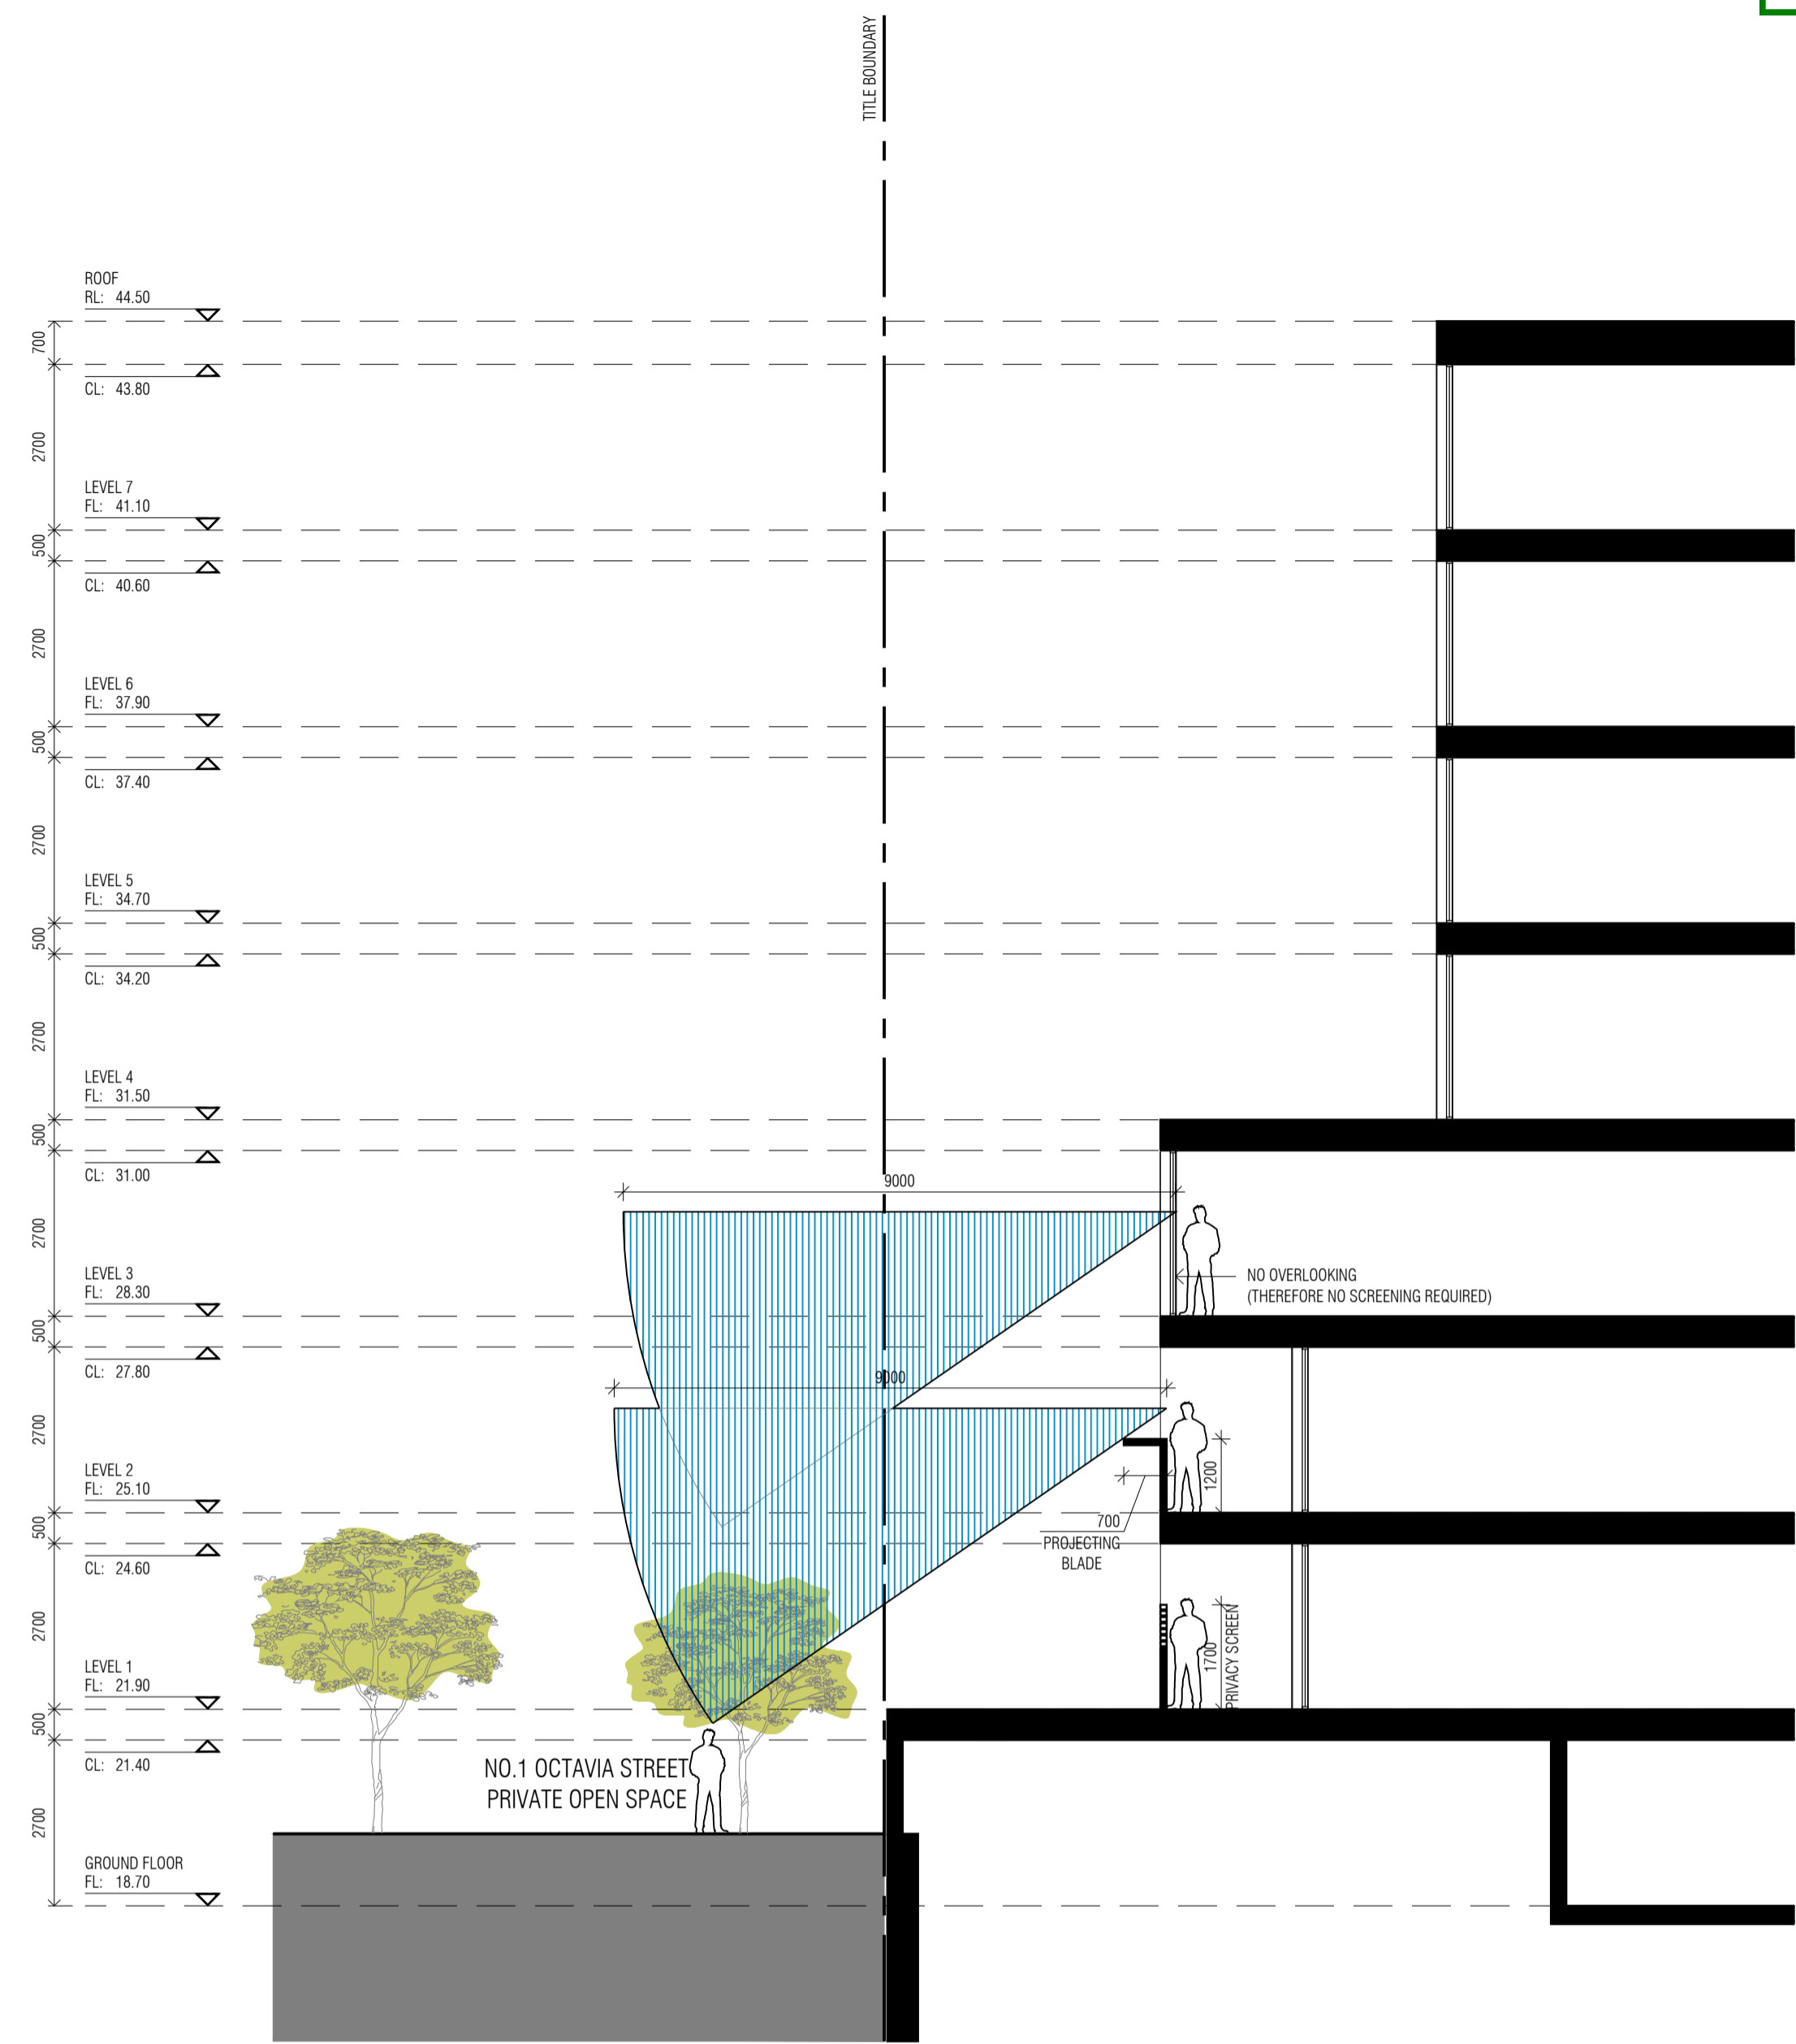 TITLE BOUNDARY
ROOF
RL: 44.50
700
CL: 43.80
2700
LEVEL 7
FL: 41.10
500
CL: 40.60
2700
LEVEL 6
FL: 37.90
500
CL: 37.40
2700
LEVEL 5
FL: 34.70
500
CL: 34.20
2700
LEVEL 4
FL: 31.50
500
CL: 31.00
9000
2700
LEVEL 3
FL: 28.30
NO OVERLOOKING
(THEREFORE NO SCREENING REQUIRED)
500
CL: 27.80
9000
2700
LEVEL 2
FL: 25.10
1200
500
700
PROJECTING
BLADE
CL: 24.60
2700
1700
PRIVACY SCREEN
LEVEL 1
FL: 21.90
500
CL: 21.40
NO.1 OCTAVIA STREET
PRIVATE OPEN SPACE
2700
GROUND FLOOR
FL: 18.70